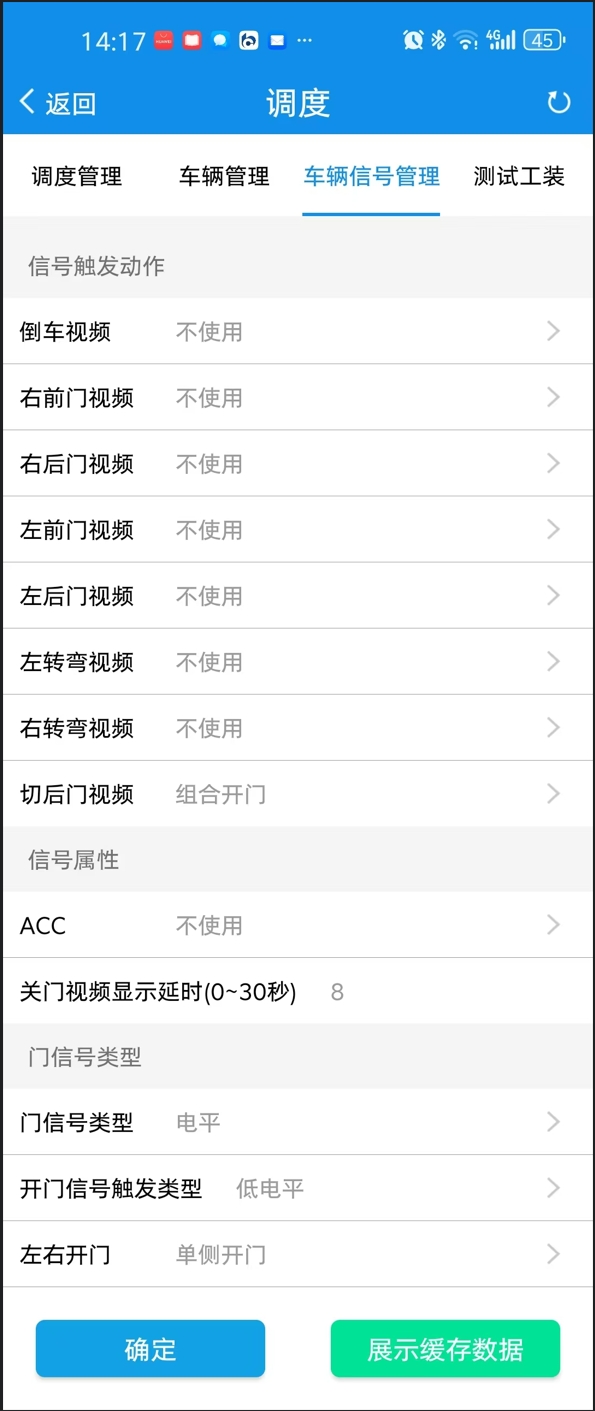 14:17 4G 45
返回 调度
调度管理 车辆管理 车辆信号管理 测试工装
信号触发动作
倒车视频 不使用
右前门视频 不使用
右后门视频 不使用
左前门视频 不使用
左后门视频 不使用
左转弯视频 不使用
右转弯视频 不使用
切后门视频 组合开门
信号属性
ACC 不使用
关门视频显示延时(0~30秒) 8
门信号类型
门信号类型 电平
开门信号触发类型 低电平
左右开门 单侧开门
确定 展示缓存数据